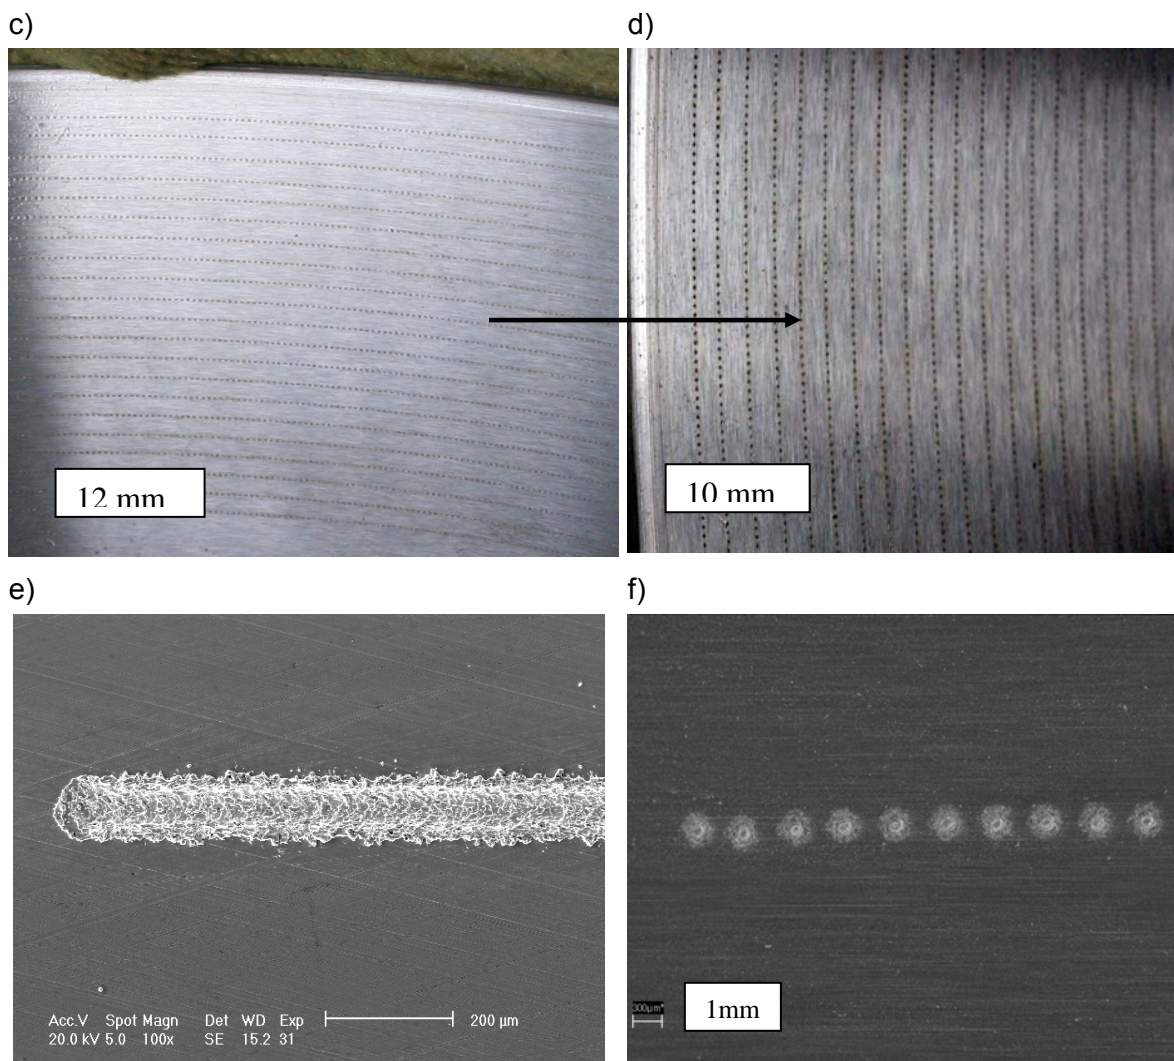 c)
d)
12 mm
10 mm
e)
f)
Acc.V Spot Magn Det WD Exp
20.0 kV 5.0 100x SE 15.2 31
200 µm
300µm
1mm